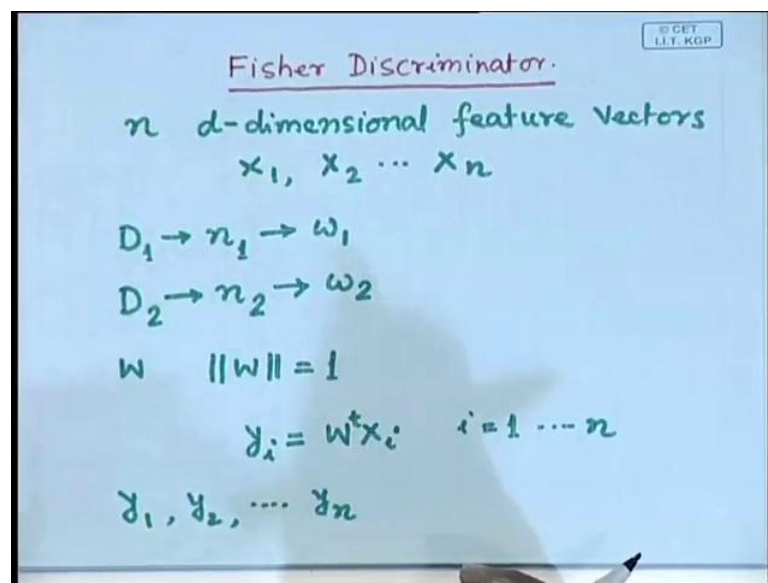 © CET
I.I.T. KGP
Fisher Discriminator.
n d-dimensional feature vectors
x₁, x₂ ... xₙ
D₁ → n₁ → ω₁
D₂ → n₂ → ω₂
W ||W|| = 1
yᵢ = Wᵗxᵢ i = 1 ---- n
y₁, y₂, ---- yₙ